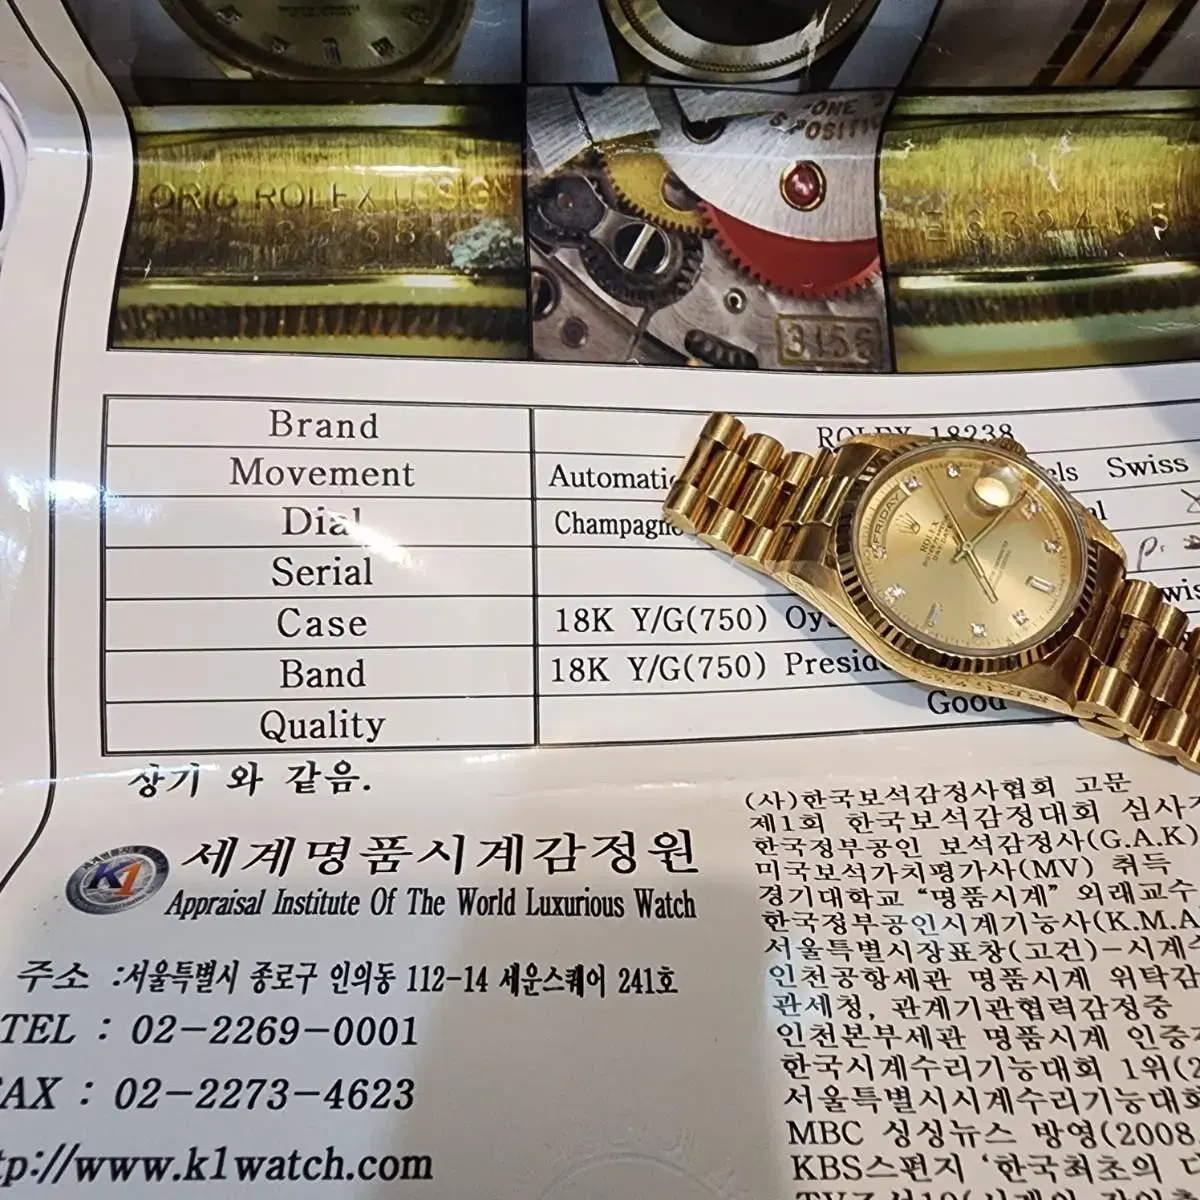 ONE
POSITI
ORIG ROLEX DESIGN
3155
Brand ROLEX 18238
Movement Automatic Swiss
Dial Champagne
Serial
Case 18K Y/G(750)
Band 18K Y/G(750)
Quality Good
FRIDAY
ROLEX
상기 와 같음.
K1
세계명품시계감정원
Appraisal Institute Of The World Luxurious Watch
주소 :서울특별시 종로구 인의동 112-14 세운스퀘어 241호
TEL : 02-2269-0001
FAX : 02-2273-4623
www.k1watch.com
(사)한국보석감정사협회 고문
제1회 한국보석감정대회 심사
한국정부공인 보석감정사(G.A.K)
미국보석가치평가사(MV) 취득
경기대학교 “명품시계” 외래교수
한국정부공인시계기능사(K.M.A
서울특별시장표창(고건)-시계수
인천공항세관 명품시계 위탁감
관세청, 관계기관협력감정중
인천본부세관 명품시계 인증
한국시계수리기능대회 1위(2
서울특별시시계수리기능대회
MBC 싱싱뉴스 방영(2008
KBS스펀지 ‘한국최초의